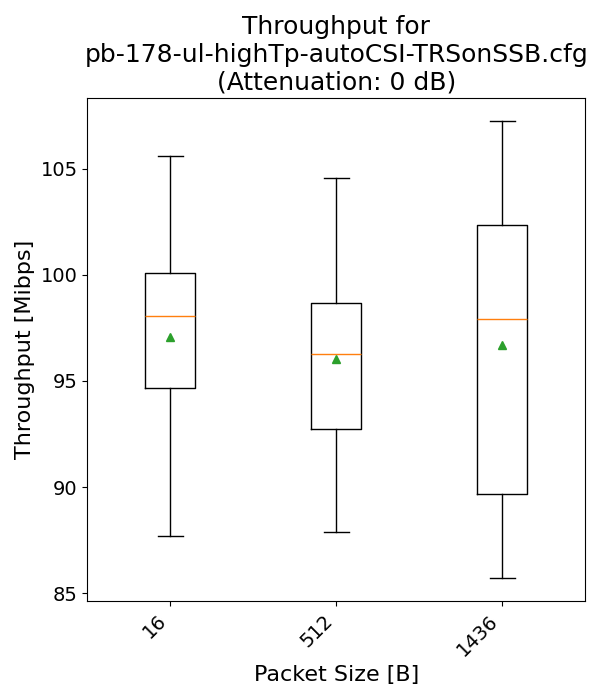 Throughput for
pb-178-ul-highTp-autoCSI-TRSonSSB.cfg
(Attenuation: 0 dB)
Throughput [Mibps]
105
100
95
90
85
16
512
1436
Packet Size [B]